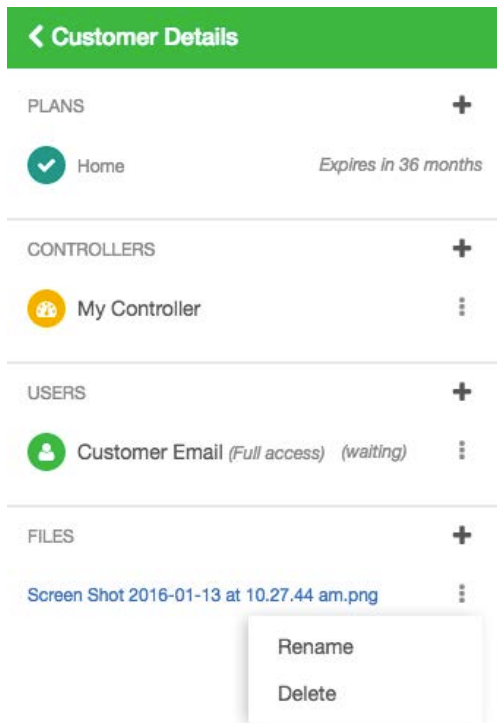 Customer Details
PLANS
Home Expires in 36 months
CONTROLLERS
My Controller
USERS
Customer Email (Full access) (waiting)
FILES
Screen Shot 2016-01-13 at 10.27.44 am.png
Rename
Delete